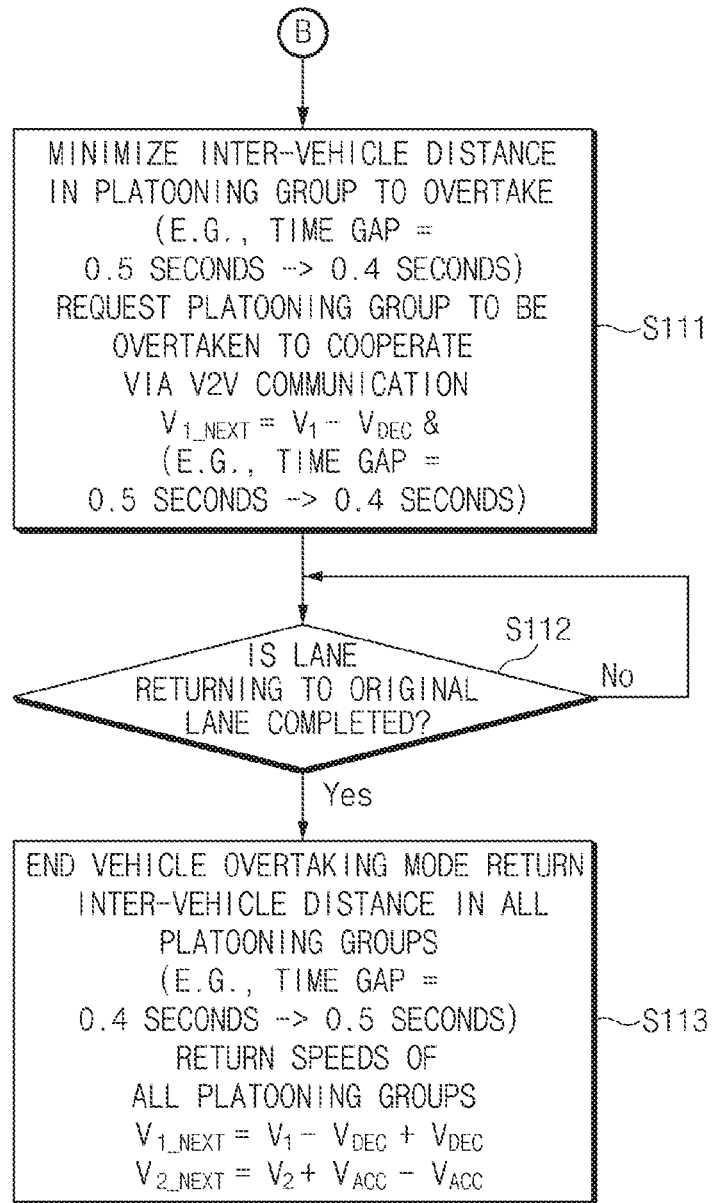 B
MINIMIZE INTER-VEHICLE DISTANCE
IN PLATOONING GROUP TO OVERTAKE
(E.G., TIME GAP =
0.5 SECONDS --> 0.4 SECONDS)
REQUEST PLATOONING GROUP TO BE
OVERTAKEN TO COOPERATE
VIA V2V COMMUNICATION
V1_NEXT = V1 - VDEC &
(E.G., TIME GAP =
0.5 SECONDS --> 0.4 SECONDS)
S111
S112
IS LANE
RETURNING TO ORIGINAL
LANE COMPLETED?
No
Yes
END VEHICLE OVERTAKING MODE RETURN
INTER-VEHICLE DISTANCE IN ALL
PLATOONING GROUPS
(E.G., TIME GAP =
0.4 SECONDS --> 0.5 SECONDS)
RETURN SPEEDS OF
ALL PLATOONING GROUPS
V1_NEXT = V1 - VDEC + VDEC
V2_NEXT = V2 + VACC - VACC
S113